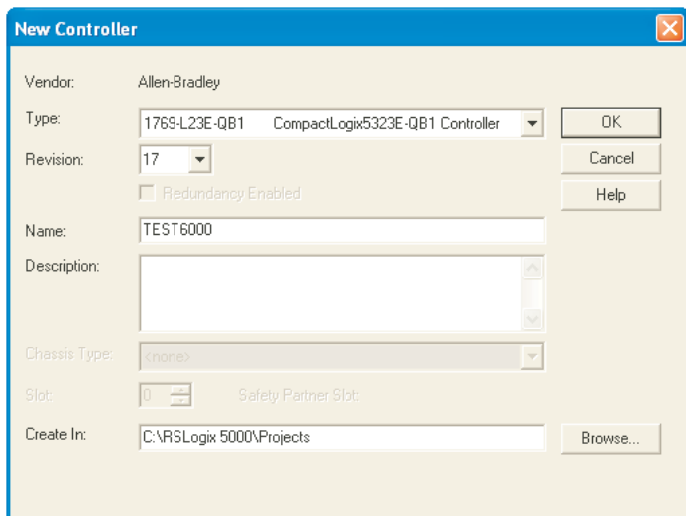 New Controller
Vendor: Allen-Bradley
Type: 1769-L23E-QB1 CompactLogix5323E-QB1 Controller OK
Revision: 17 Cancel
Redundancy Enabled Help
Name: TEST6000
Description:
Chassis Type: <none>
Slot: 0 Safety Partner Slot:
Create In: C:\RSLogix 5000\Projects Browse...